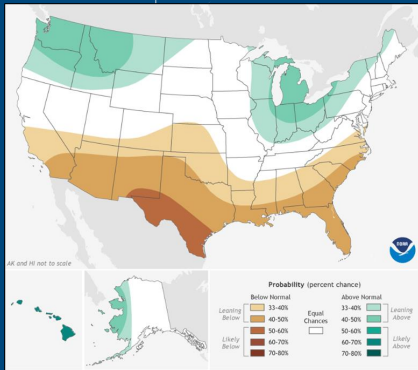 NOAA
AK and HI not to scale
Probability (percent chance)
Below Normal
Above Normal
Leaning Below
33-40%
40-50%
Likely Below
50-60%
60-70%
70-80%
Equal Chances
33-40%
40-50%
Leaning Above
50-60%
60-70%
70-80%
Likely Above